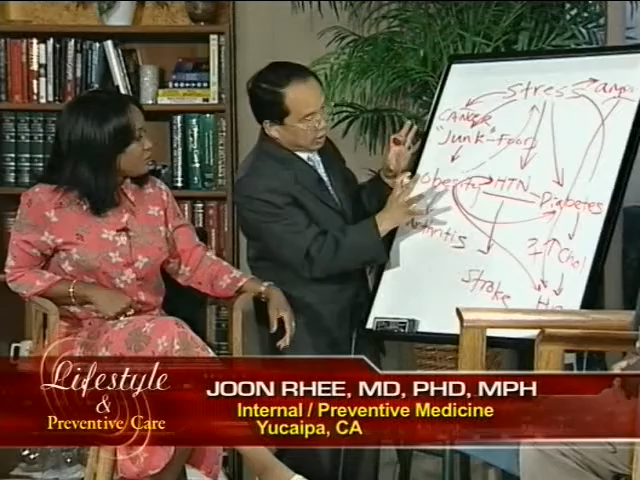 Stress
CANCER
"Junk-Food
Obesity
HTN
Diabetes
Arthritis
↑ Chol
Stroke
Lifestyle
&
Preventive Care
JOON RHEE, MD, PHD, MPH
Internal / Preventive Medicine
Yucaipa, CA